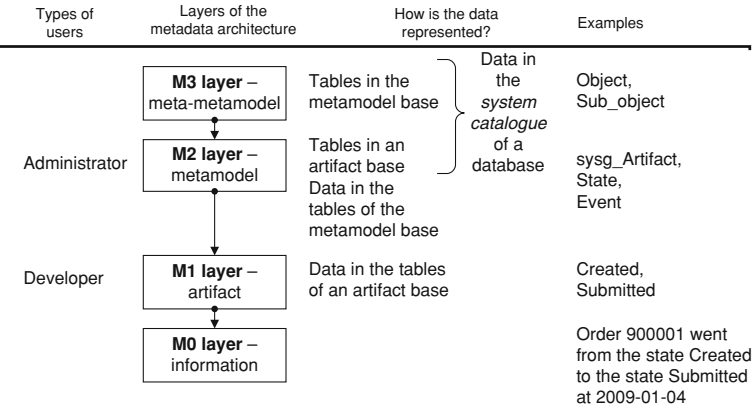 Types of
users
Layers of the
metadata architecture
How is the data
represented?
Examples
M3 layer –
meta-metamodel
Tables in the
metamodel base
Data in
the
system
catalogue
of a
database
Object,
Sub_object
Administrator
M2 layer –
metamodel
Tables in an
artifact base
Data in the
tables of the
metamodel base
sysg_Artifact,
State,
Event
Developer
M1 layer –
artifact
Data in the tables
of an artifact base
Created,
Submitted
M0 layer –
information
Order 900001 went
from the state Created
to the state Submitted
at 2009-01-04